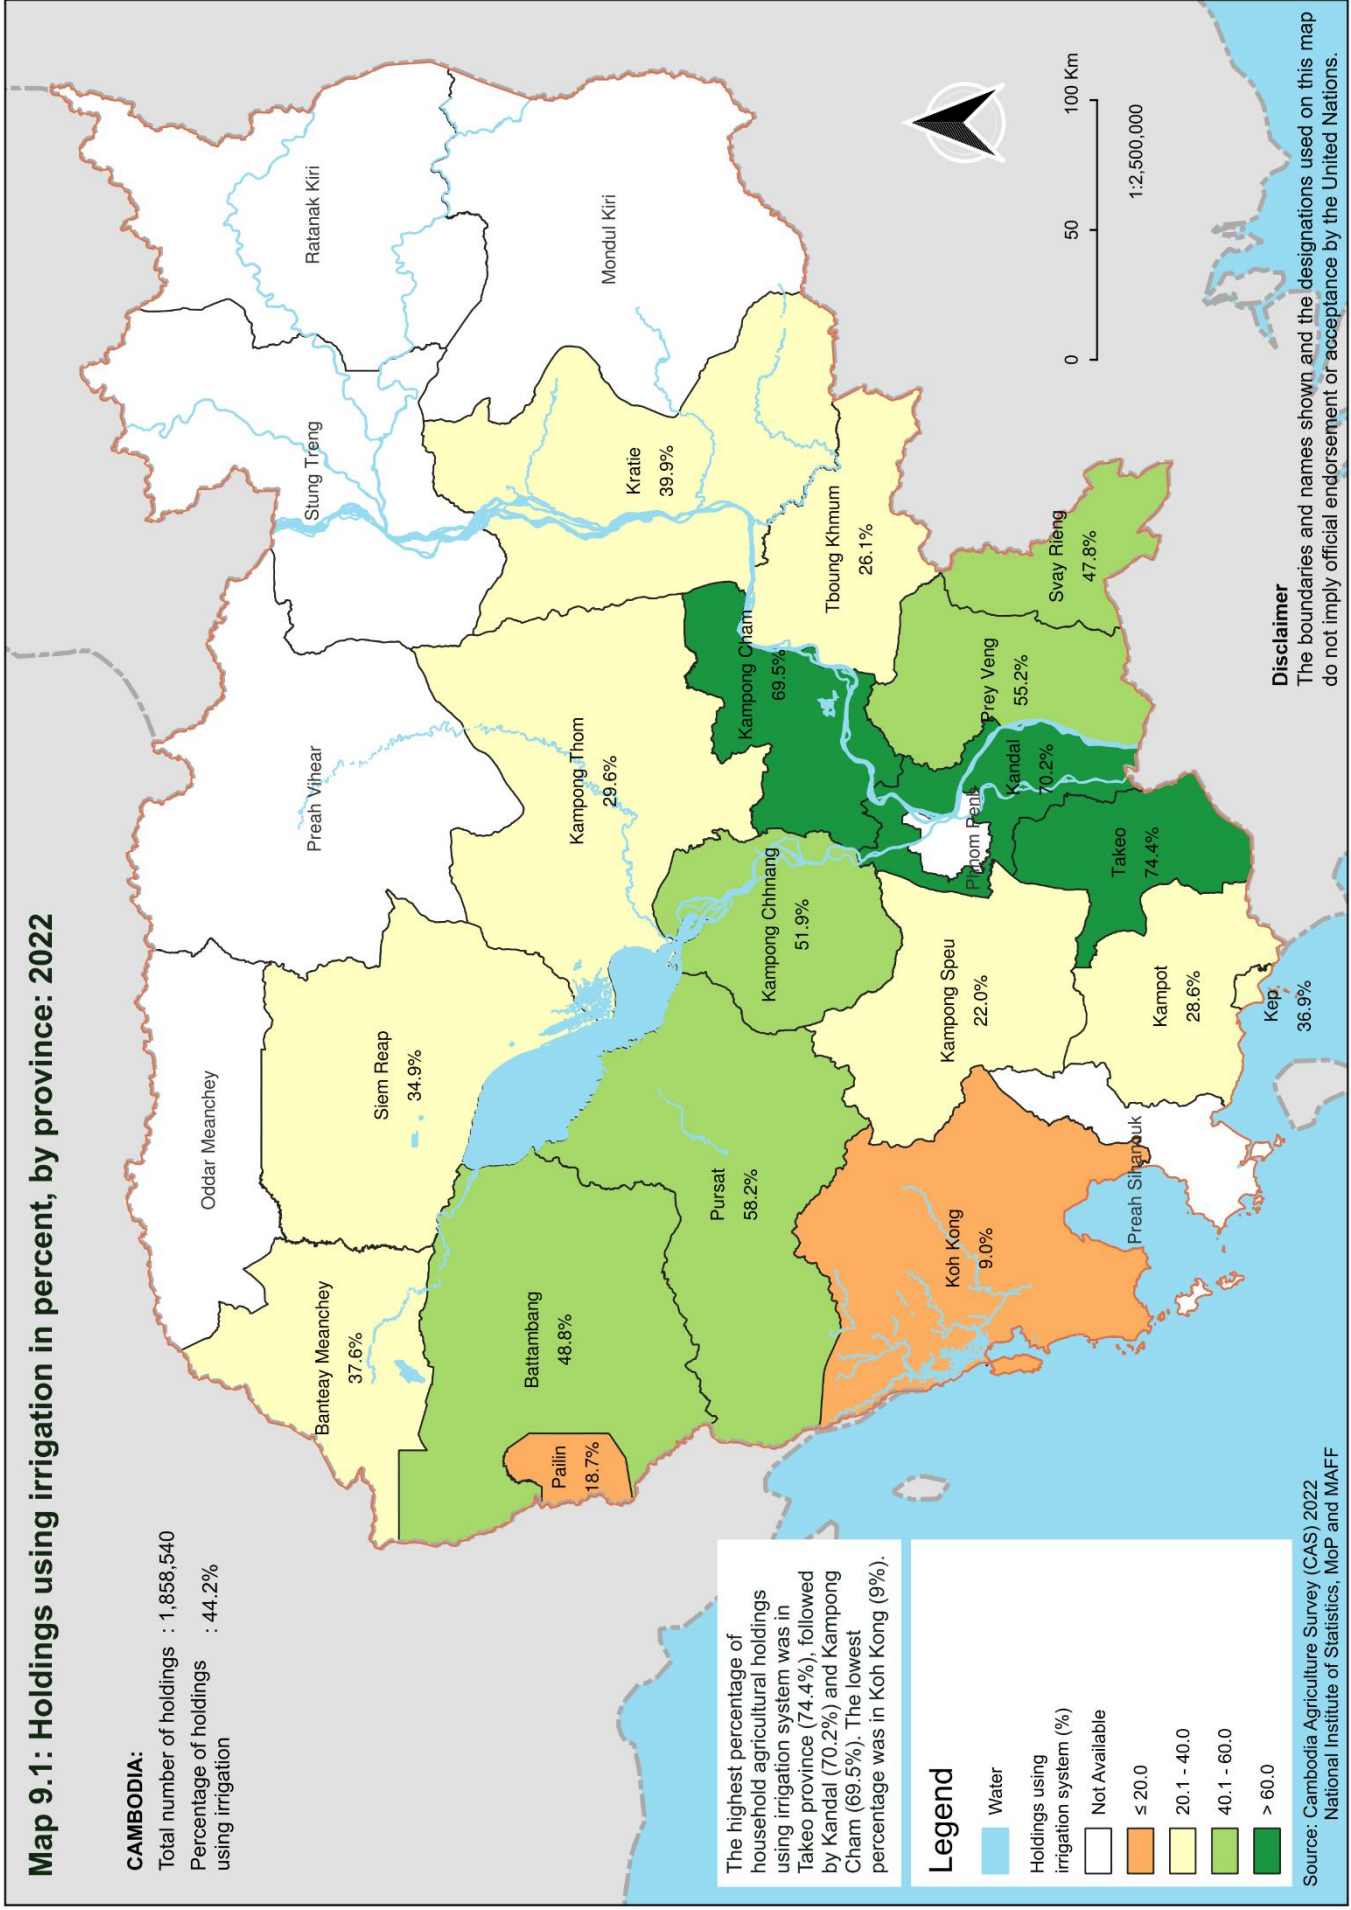 Map 9.1: Holdings using irrigation in percent, by province: 2022
CAMBODIA:
Total number of holdings : 1,858,540
Percentage of holdings : 44.2%
using irrigation
Oddar Meanchey
Preah Vihear
Stung Treng
Ratanak Kiri
Banteay Meanchey
37.6%
Siem Reap
34.9%
Battambang
48.8%
Pailin
18.7%
Kampong Thom
29.6%
Kratie
39.9%
Mondul Kiri
Pursat
58.2%
Kampong Chhnang
51.9%
Kampong Cham
69.5%
Tboung Khmum
26.1%
Koh Kong
9.0%
Kampong Speu
22.0%
Phnom Penh
Kandal
70.2%
Prey Veng
55.2%
Svay Rieng
47.8%
Preah Sihanouk
Kampot
28.6%
Takeo
74.4%
Kep
36.9%
0 50 100 Km
1:2,500,000
The highest percentage of
household agricultural holdings
using irrigation system was in
Takeo province (74.4%), followed
by Kandal (70.2%) and Kampong
Cham (69.5%). The lowest
percentage was in Koh Kong (9%).
Legend
Water
Holdings using
irrigation system (%)
Not Available
≤ 20.0
20.1 - 40.0
40.1 - 60.0
> 60.0
Source: Cambodia Agriculture Survey (CAS) 2022
National Institute of Statistics, MoP and MAFF
Disclaimer
The boundaries and names shown and the designations used on this map
do not imply official endorsement or acceptance by the United Nations.